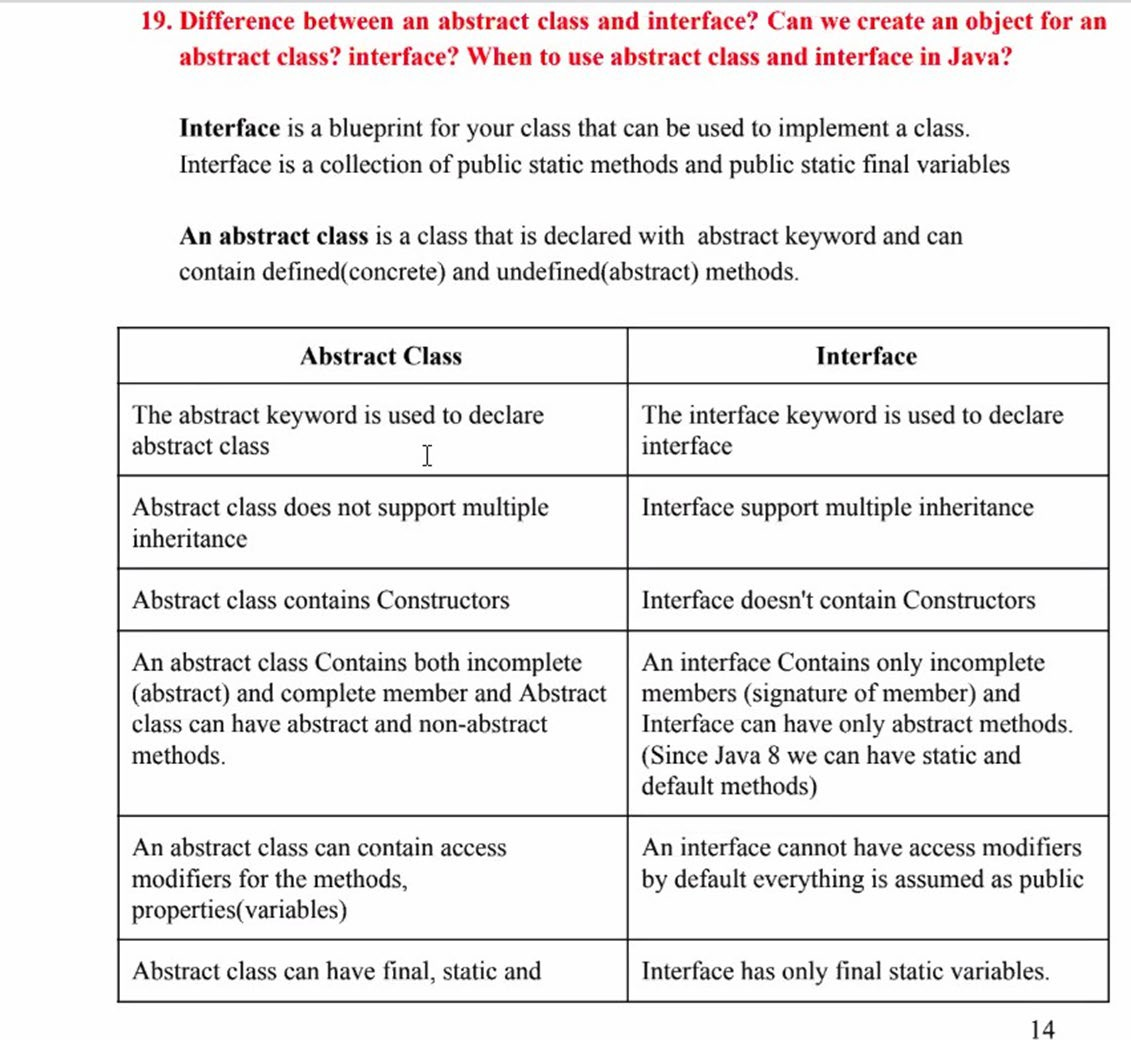 19. Difference between an abstract class and interface? Can we create an object for an
abstract class? interface? When to use abstract class and interface in Java?
Interface is a blueprint for your class that can be used to implement a class.
Interface is a collection of public static methods and public static final variables
An abstract class is a class that is declared with  abstract keyword and can
contain defined(concrete) and undefined(abstract) methods.
Abstract Class
Interface
The abstract keyword is used to declare
abstract class
The interface keyword is used to declare
interface
Abstract class does not support multiple
inheritance
Interface support multiple inheritance
Abstract class contains Constructors
Interface doesn't contain Constructors
An abstract class Contains both incomplete
(abstract) and complete member and Abstract
class can have abstract and non-abstract
methods.
An interface Contains only incomplete
members (signature of member) and
Interface can have only abstract methods.
(Since Java 8 we can have static and
default methods)
An abstract class can contain access
modifiers for the methods,
properties(variables)
An interface cannot have access modifiers
by default everything is assumed as public
Abstract class can have final, static and
Interface has only final static variables.
14